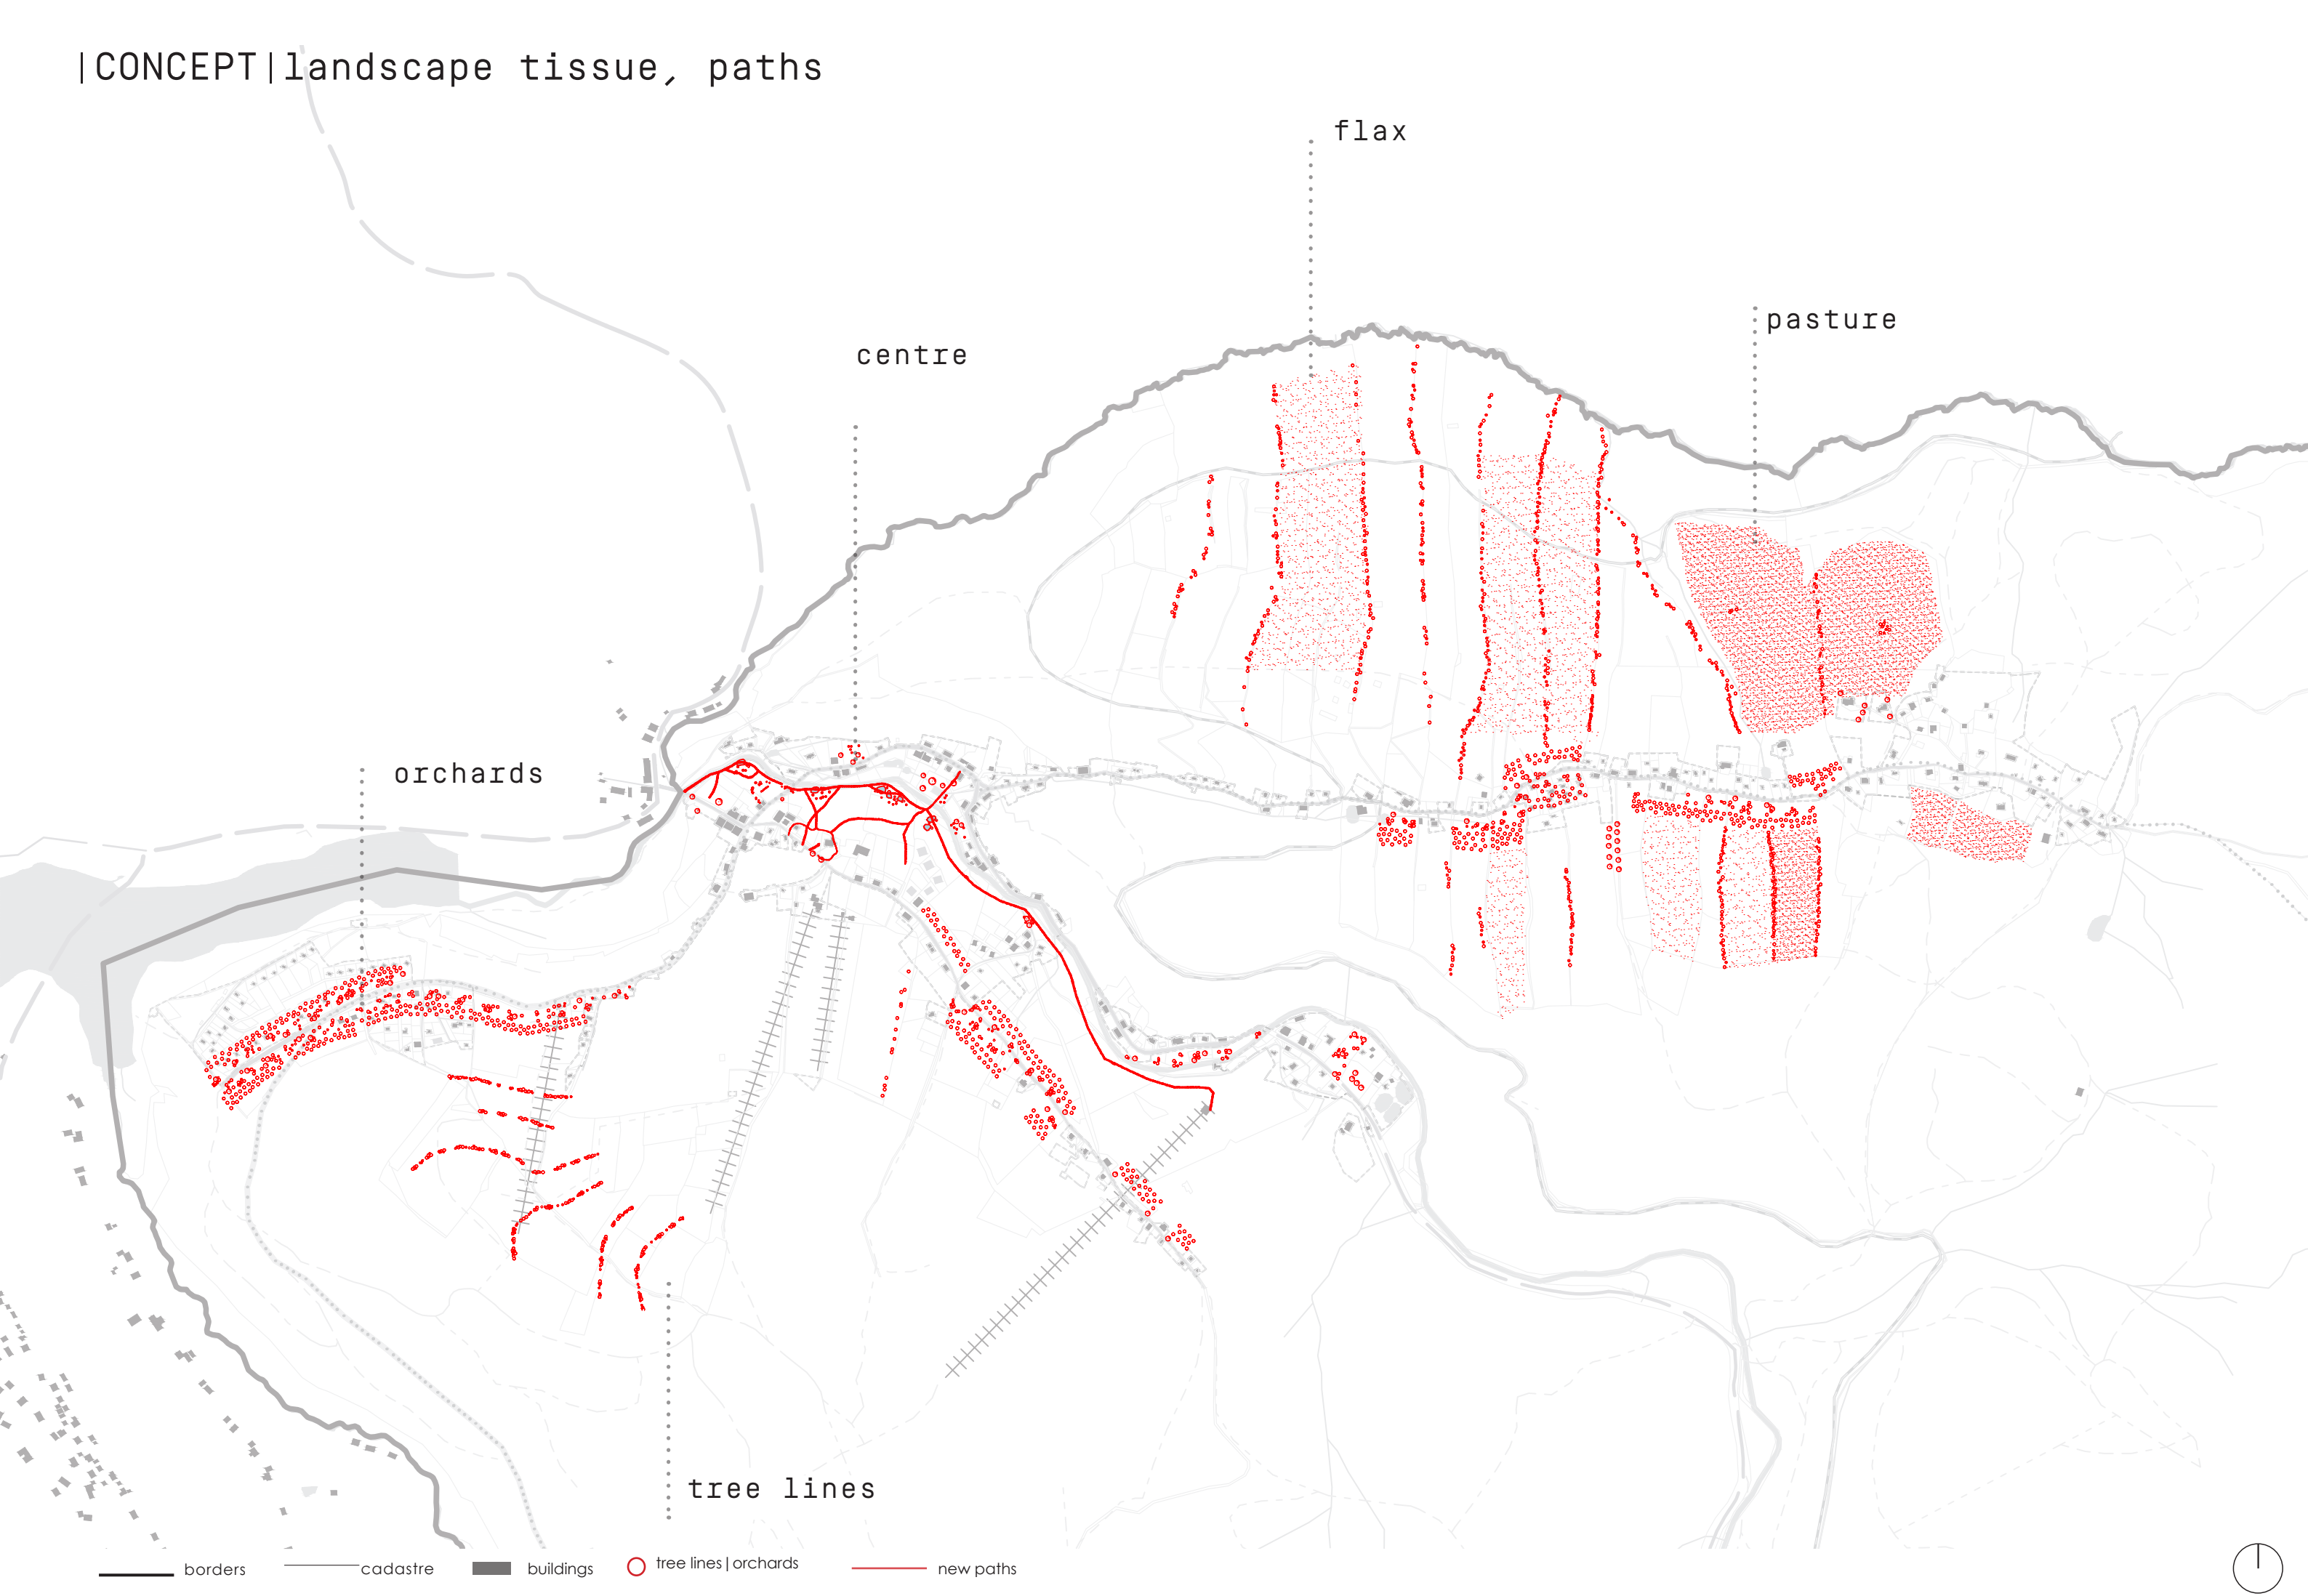 |CONCEPT|landscape tissue, paths
flax
pasture
centre
orchards
tree lines
borders
cadastre
buildings
tree lines|orchards
new paths